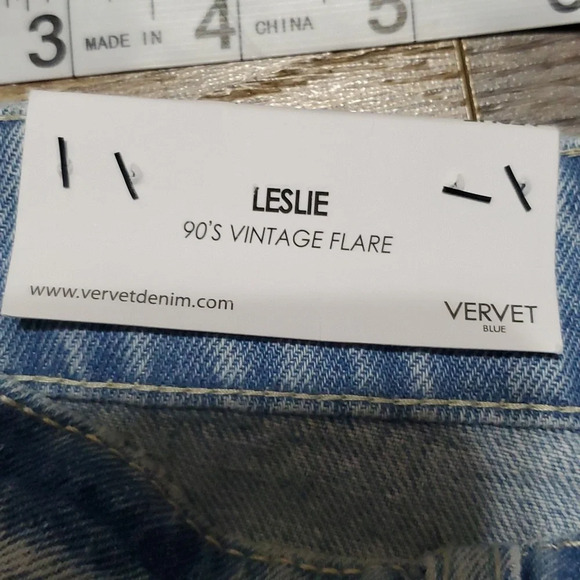 3 MADE IN 4 CHINA 5
LESLIE
90'S VINTAGE FLARE
www.vervetdenim.com
VERVET
BLUE